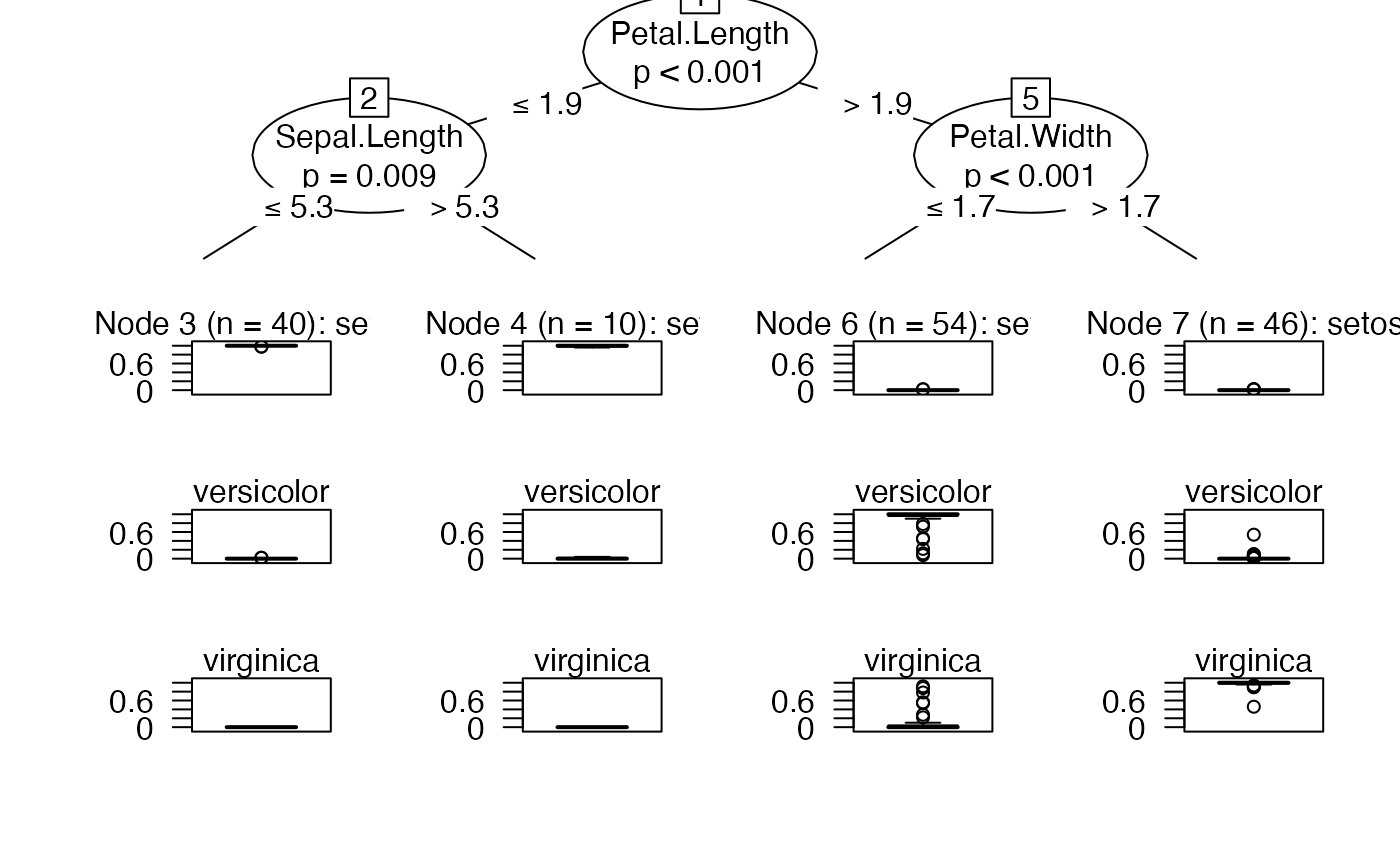 1
Petal.Length
p < 0.001
≤ 1.9
> 1.9
2
Sepal.Length
p = 0.009
5
Petal.Width
p < 0.001
≤ 5.3
> 5.3
≤ 1.7
> 1.7
Node 3 (n = 40): se
Node 4 (n = 10): se
Node 6 (n = 54): se
Node 7 (n = 46): setos
0.6
0
0.6
0
0.6
0
0.6
0
versicolor
versicolor
versicolor
versicolor
0.6
0
0.6
0
0.6
0
0.6
0
virginica
virginica
virginica
virginica
0.6
0
0.6
0
0.6
0
0.6
0